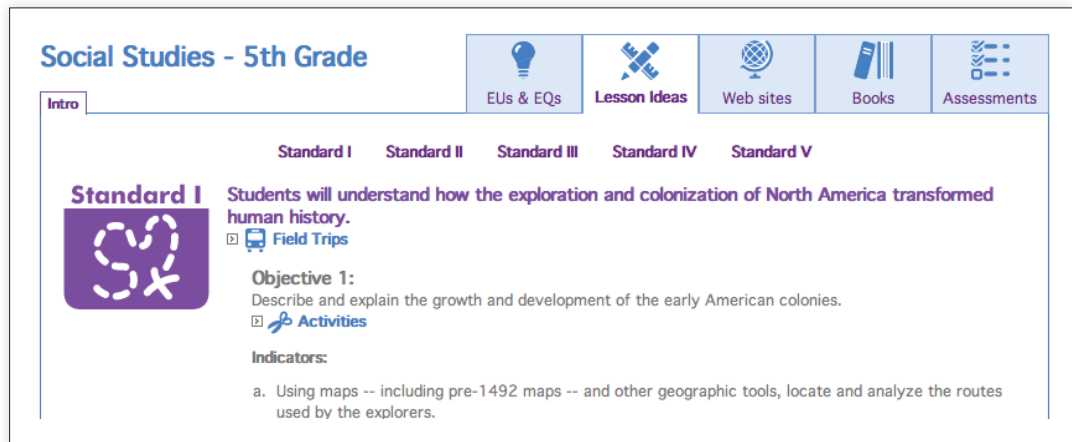 Social Studies - 5th Grade
Intro
EUs & EQs
Lesson Ideas
Web sites
Books
Assessments
Standard I
Standard II
Standard III
Standard IV
Standard V
Standard I
Students will understand how the exploration and colonization of North America transformed
human history.
Field Trips
Objective 1:
Describe and explain the growth and development of the early American colonies.
Activities
Indicators:
a. Using maps -- including pre-1492 maps -- and other geographic tools, locate and analyze the routes
used by the explorers.